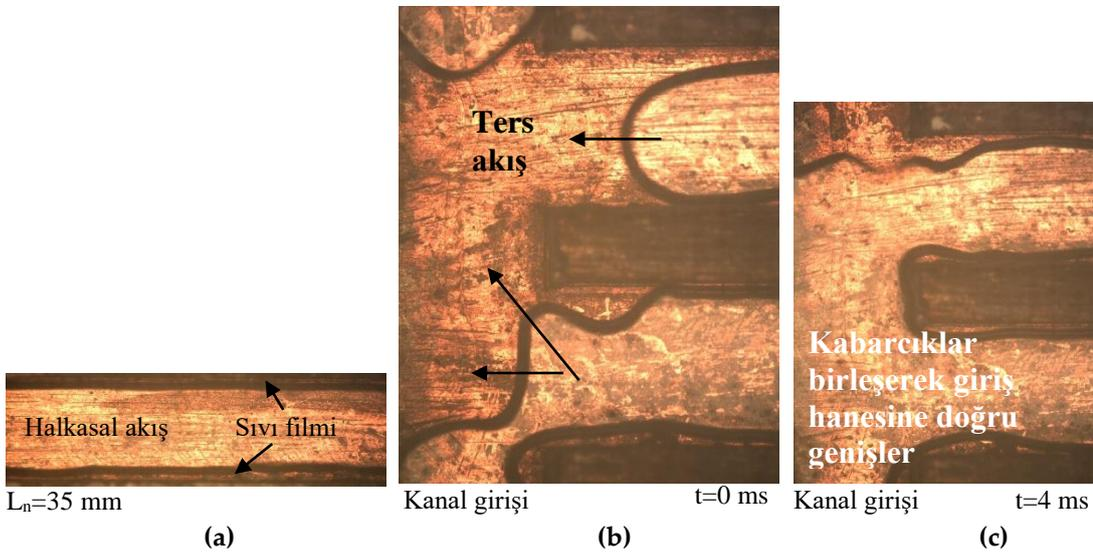 Halkasal akış
Sıvı filmi
Lₙ=35 mm
(a)
Ters
akış
Kanal girişi
t=0 ms
(b)
Kabarcıklar
birleşerek giriş
hanesine doğru
genişler
Kanal girişi
t=4 ms
(c)